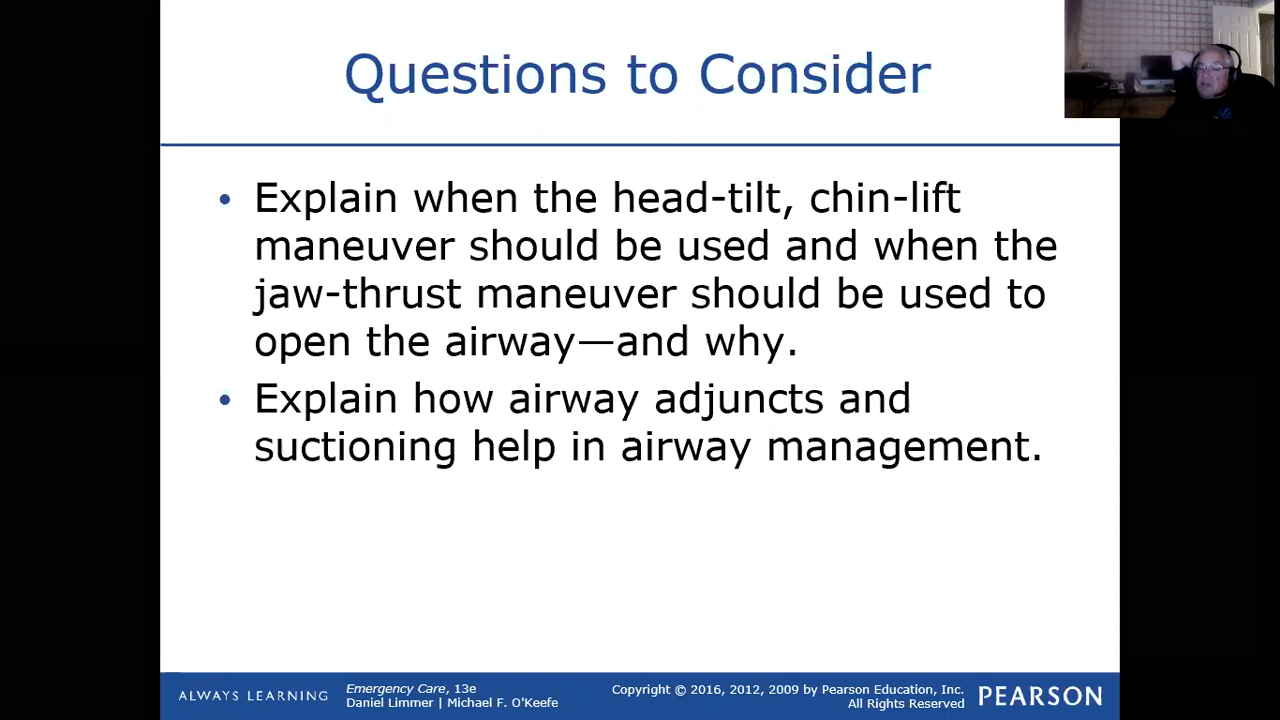 Questions to Consider
• Explain when the head-tilt, chin-lift
maneuver should be used and when the
jaw-thrust maneuver should be used to
open the airway—and why.
• Explain how airway adjuncts and
suctioning help in airway management.
ALWAYS LEARNING
Emergency Care, 13e
Daniel Limmer | Michael F. O'Keefe
Copyright © 2016, 2012, 2009 by Pearson Education, Inc.
All Rights Reserved
PEARSON